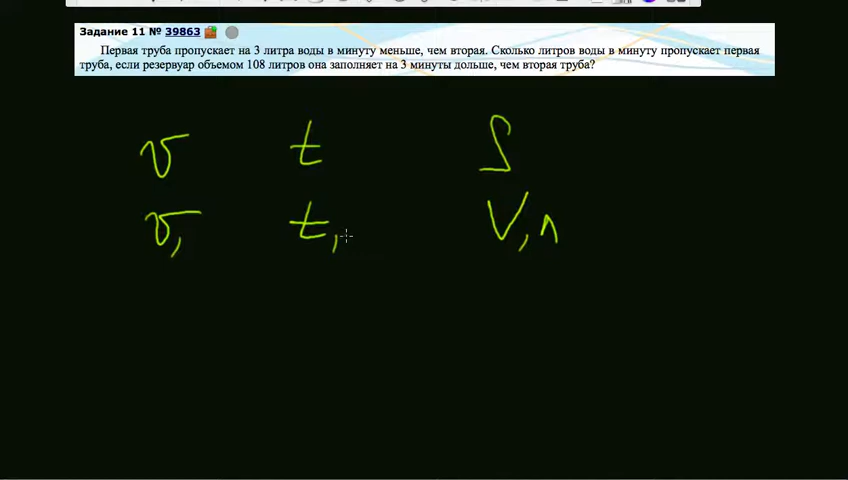 Задание 11 № 39863
Первая труба пропускает на 3 литра воды в минуту меньше, чем вторая. Сколько литров воды в минуту пропускает первая
труба, если резервуар объемом 108 литров она заполняет на 3 минуты дольше, чем вторая труба?
v t S
v, t, V, л